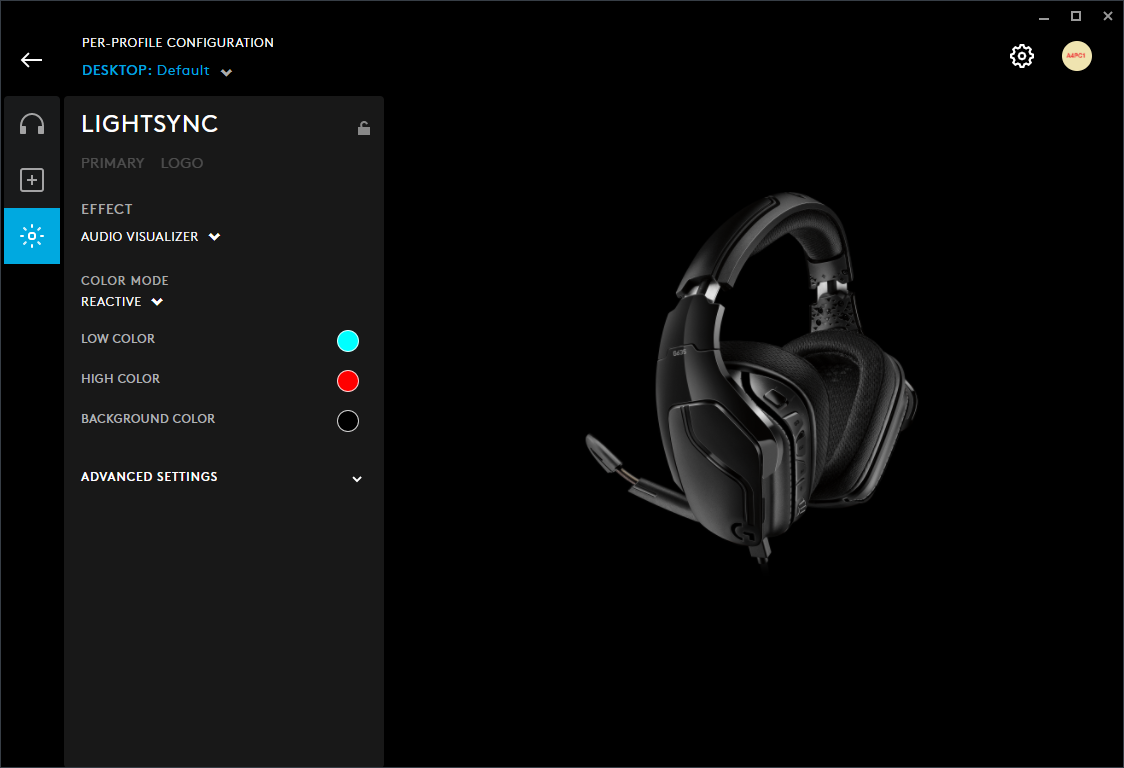 PER-PROFILE CONFIGURATION
DESKTOP: Default
LIGHTSYNC
PRIMARY LOGO
EFFECT
AUDIO VISUALIZER
COLOR MODE
REACTIVE
LOW COLOR
HIGH COLOR
BACKGROUND COLOR
ADVANCED SETTINGS